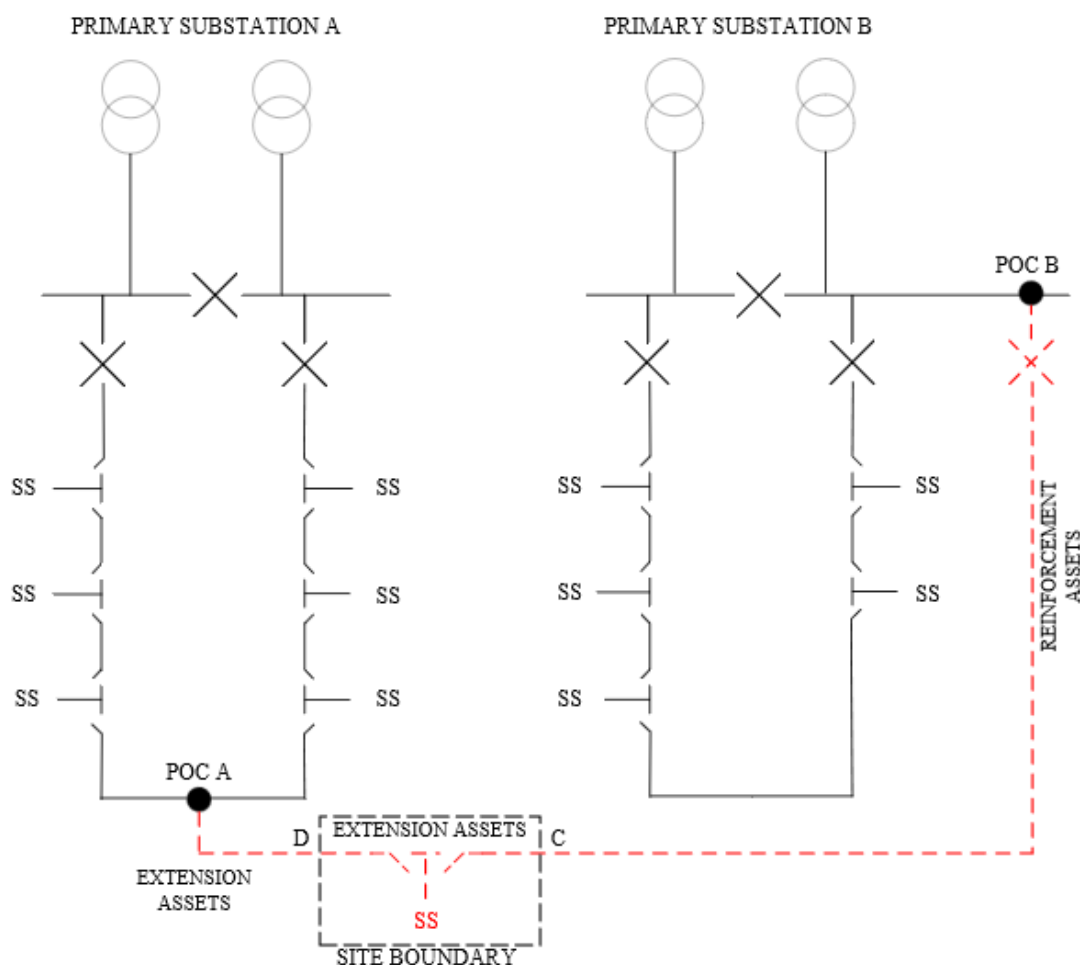 PRIMARY SUBSTATION A
PRIMARY SUBSTATION B
POC B
SS
SS
SS
SS
SS
SS
SS
SS
SS
SS
SS
REINFORCEMENT
ASSETS
POC A
D
EXTENSION ASSETS
C
EXTENSION
ASSETS
SS
SITE BOUNDARY